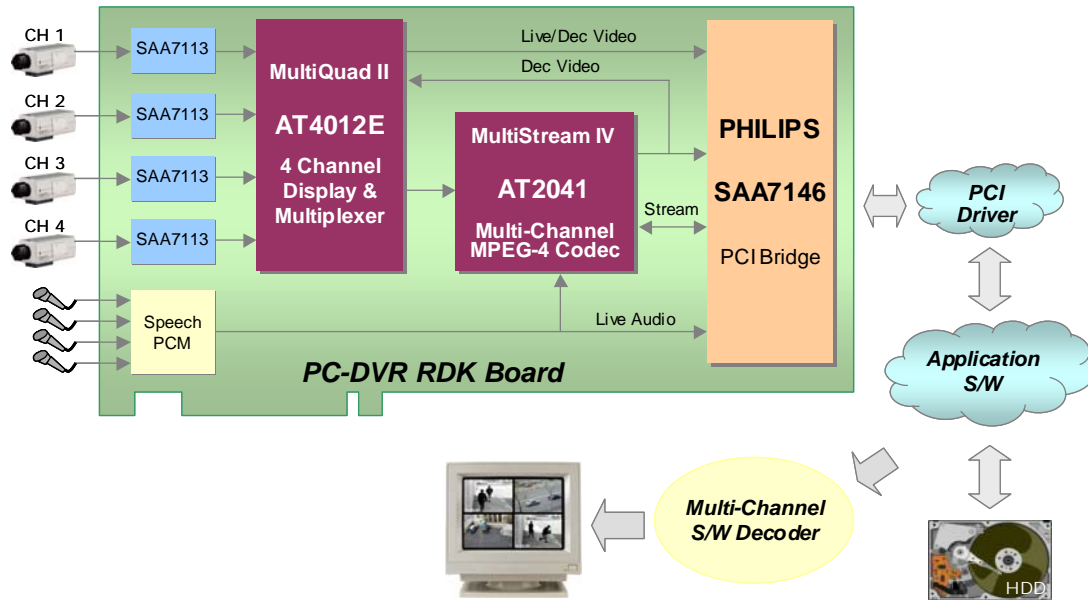 CH 1
CH 2
CH 3
CH 4
SAA7113
SAA7113
SAA7113
SAA7113
Speech
PCM
MultiQuad II
AT4012E
4 Channel
Display &
Multiplexer
Live/Dec Video
Dec Video
MultiStream IV
AT2041
Multi-Channel
MPEG-4 Codec
Stream
Live Audio
PHILIPS
SAA7146
PCI Bridge
PC-DVR RDK Board
PCI
Driver
Application
S/W
Multi-Channel
S/W Decoder
HDD